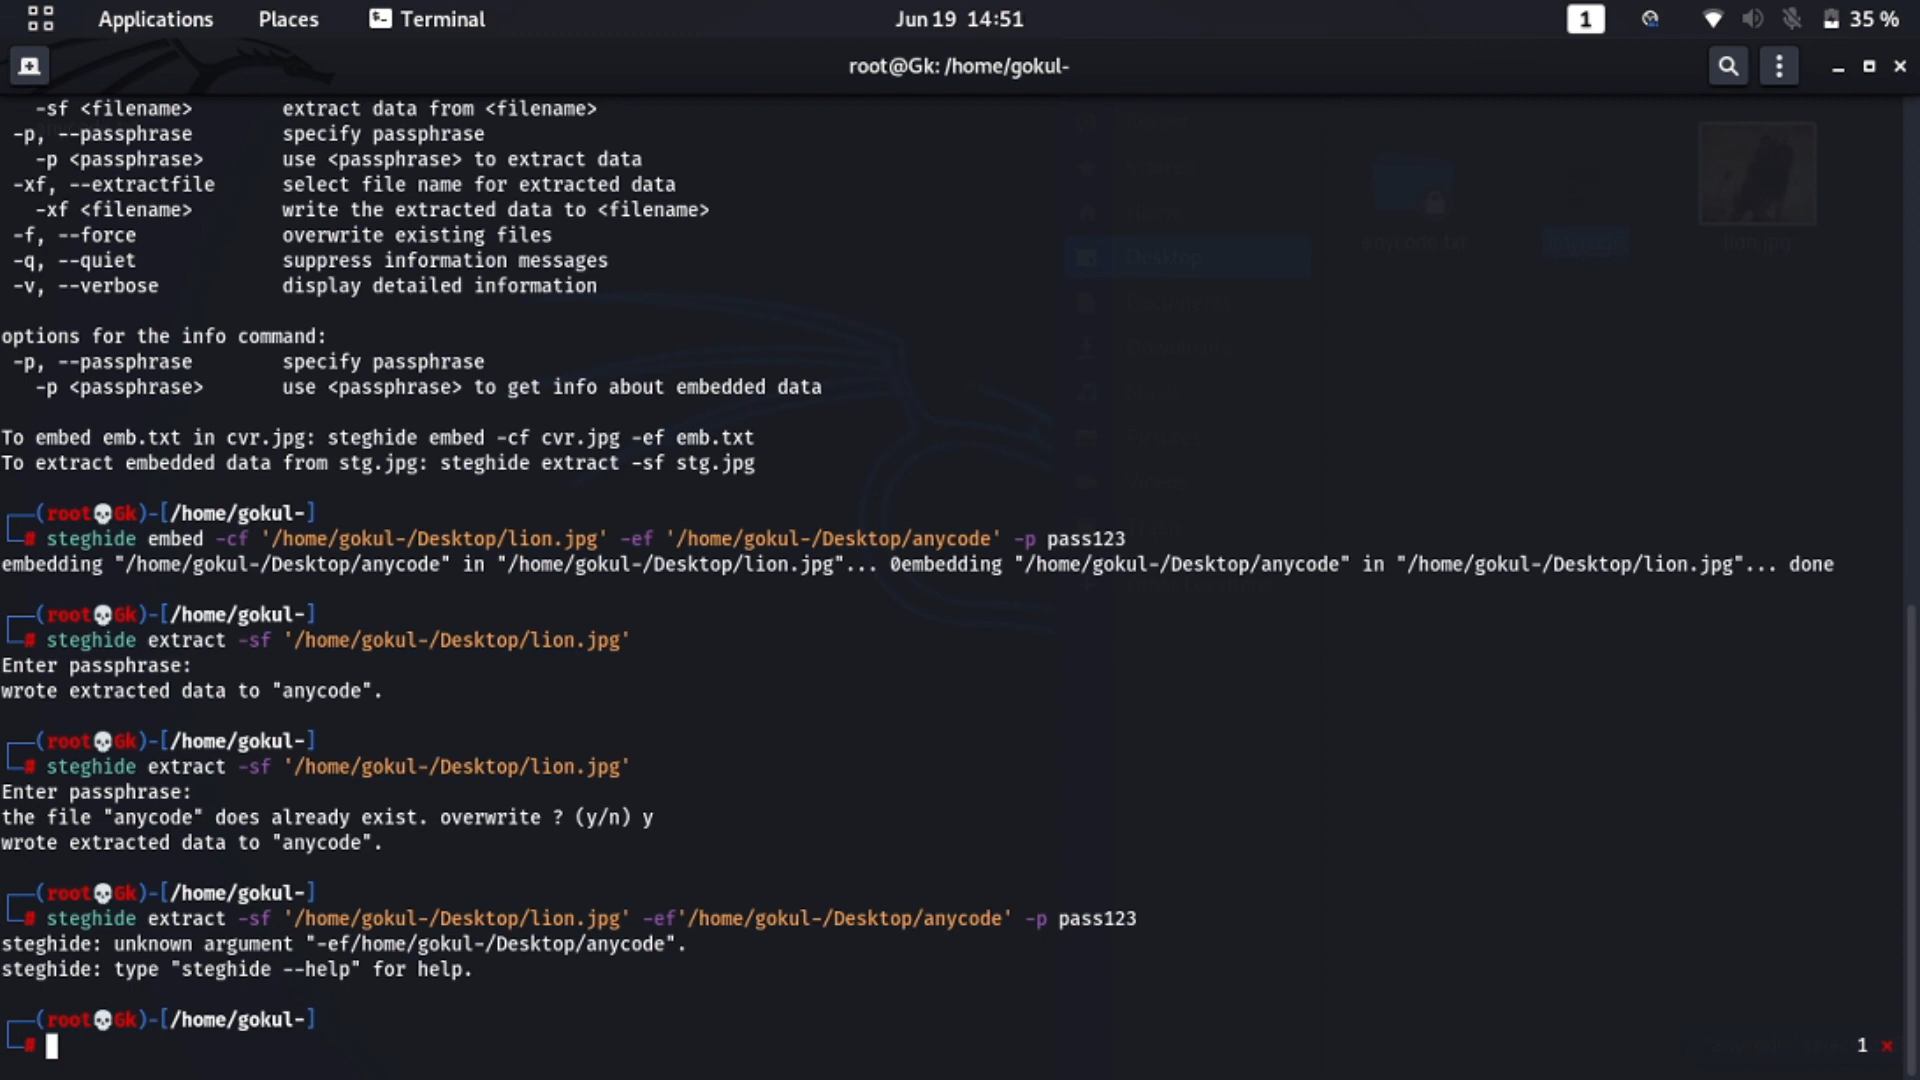 Applications Places Terminal Jun 19 14:51 1 35 %
root@Gk: /home/gokul-
-sf <filename> extract data from <filename>
-p, --passphrase specify passphrase
-p <passphrase> use <passphrase> to extract data
-xf, --extractfile select file name for extracted data
-xf <filename> write the extracted data to <filename>
-f, --force overwrite existing files
-q, --quiet suppress information messages
-v, --verbose display detailed information
options for the info command:
-p, --passphrase specify passphrase
-p <passphrase> use <passphrase> to get info about embedded data
To embed emb.txt in cvr.jpg: steghide embed -cf cvr.jpg -ef emb.txt
To extract embedded data from stg.jpg: steghide extract -sf stg.jpg
(root💀Gk)-[/home/gokul-]
# steghide embed -cf '/home/gokul-/Desktop/lion.jpg' -ef '/home/gokul-/Desktop/anycode' -p pass123
embedding "/home/gokul-/Desktop/anycode" in "/home/gokul-/Desktop/lion.jpg"... 0embedding "/home/gokul-/Desktop/anycode" in "/home/gokul-/Desktop/lion.jpg"... done
(root💀Gk)-[/home/gokul-]
# steghide extract -sf '/home/gokul-/Desktop/lion.jpg'
Enter passphrase:
wrote extracted data to "anycode".
(root💀Gk)-[/home/gokul-]
# steghide extract -sf '/home/gokul-/Desktop/lion.jpg'
Enter passphrase:
the file "anycode" does already exist. overwrite ? (y/n) y
wrote extracted data to "anycode".
(root💀Gk)-[/home/gokul-]
# steghide extract -sf '/home/gokul-/Desktop/lion.jpg' -ef'/home/gokul-/Desktop/anycode' -p pass123
steghide: unknown argument "-ef/home/gokul-/Desktop/anycode".
steghide: type "steghide --help" for help.
(root💀Gk)-[/home/gokul-]
# 1 ⨯
Desktop
anycode.txt
lion.jpg
Documents